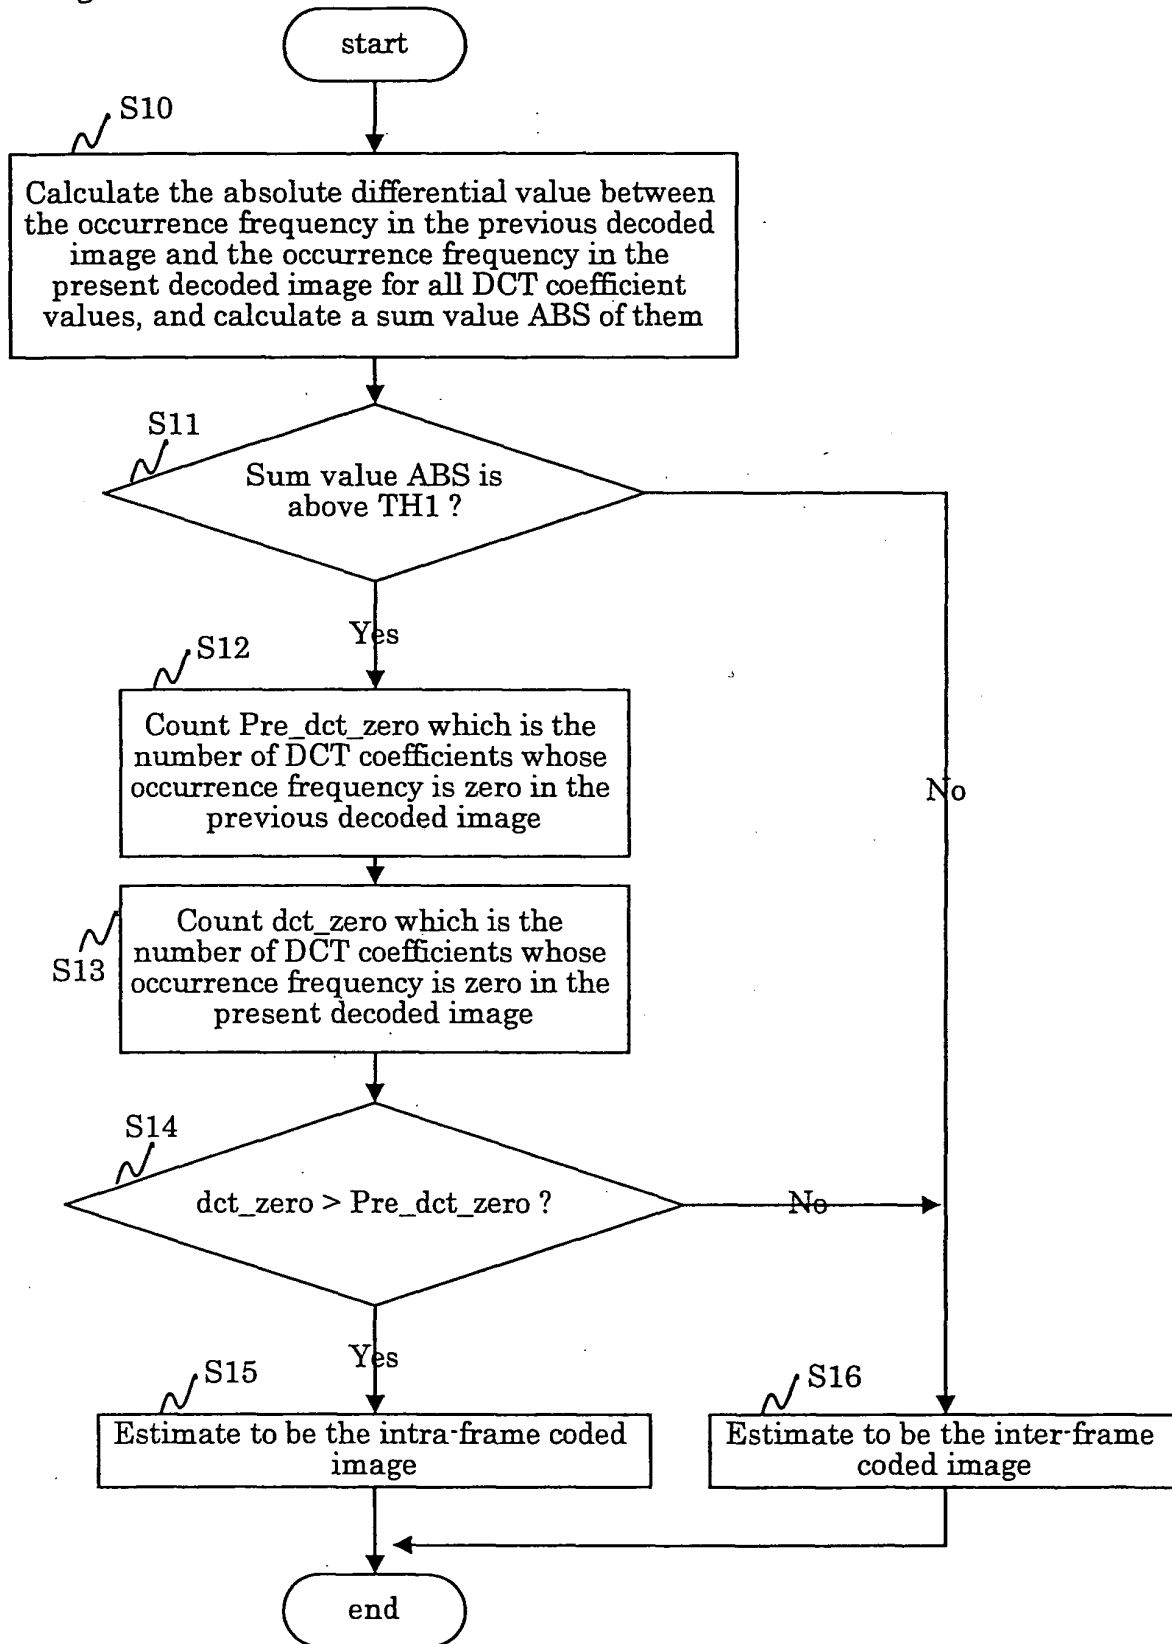 start
S10
Calculate the absolute differential value between
the occurrence frequency in the previous decoded
image and the occurrence frequency in the
present decoded image for all DCT coefficient
values, and calculate a sum value ABS of them
S11
Sum value ABS is
above TH1 ?
Yes
S12
Count Pre_dct_zero which is the
number of DCT coefficients whose
occurrence frequency is zero in the
previous decoded image
No
S13
Count dct_zero which is the
number of DCT coefficients whose
occurrence frequency is zero in the
present decoded image
S14
dct_zero > Pre_dct_zero ?
No
Yes
S15
Estimate to be the intra-frame coded
image
S16
Estimate to be the inter-frame
coded image
end